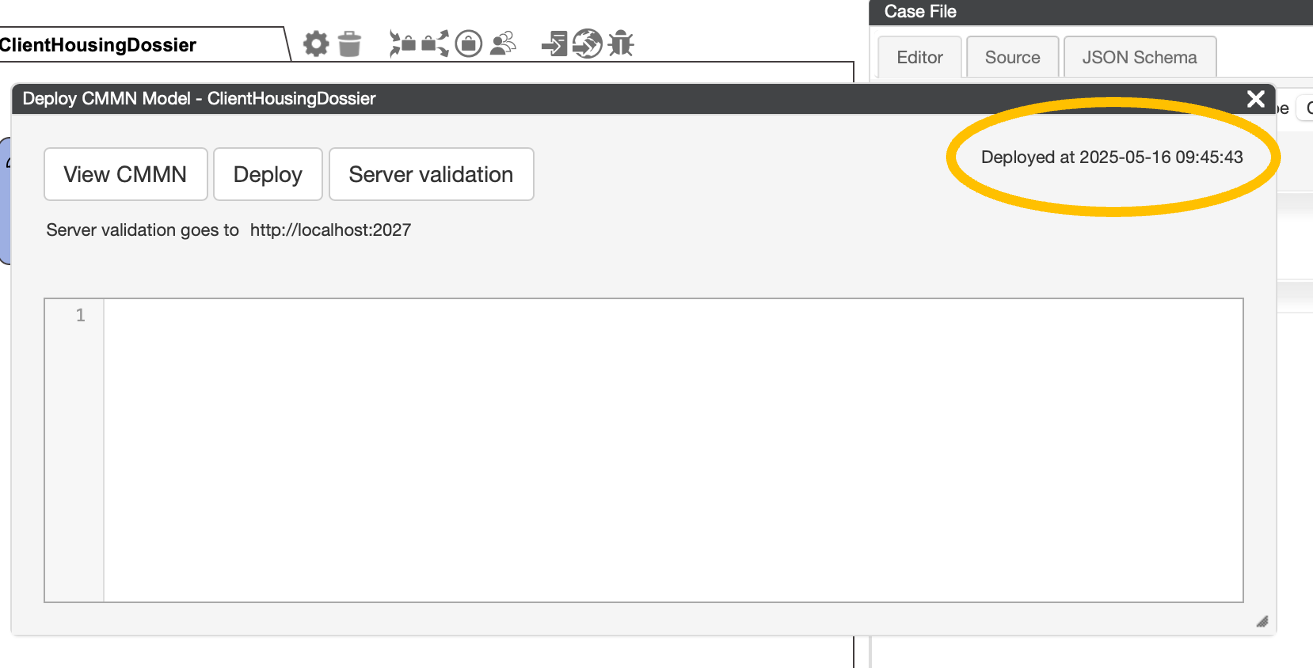 Case File
ClientHousingDossier
Editor
Source
JSON Schema
Deploy CMMN Model - ClientHousingDossier
Deployed at 2025-05-16 09:45:43
View CMMN
Deploy
Server validation
Server validation goes to http://localhost:2027
1